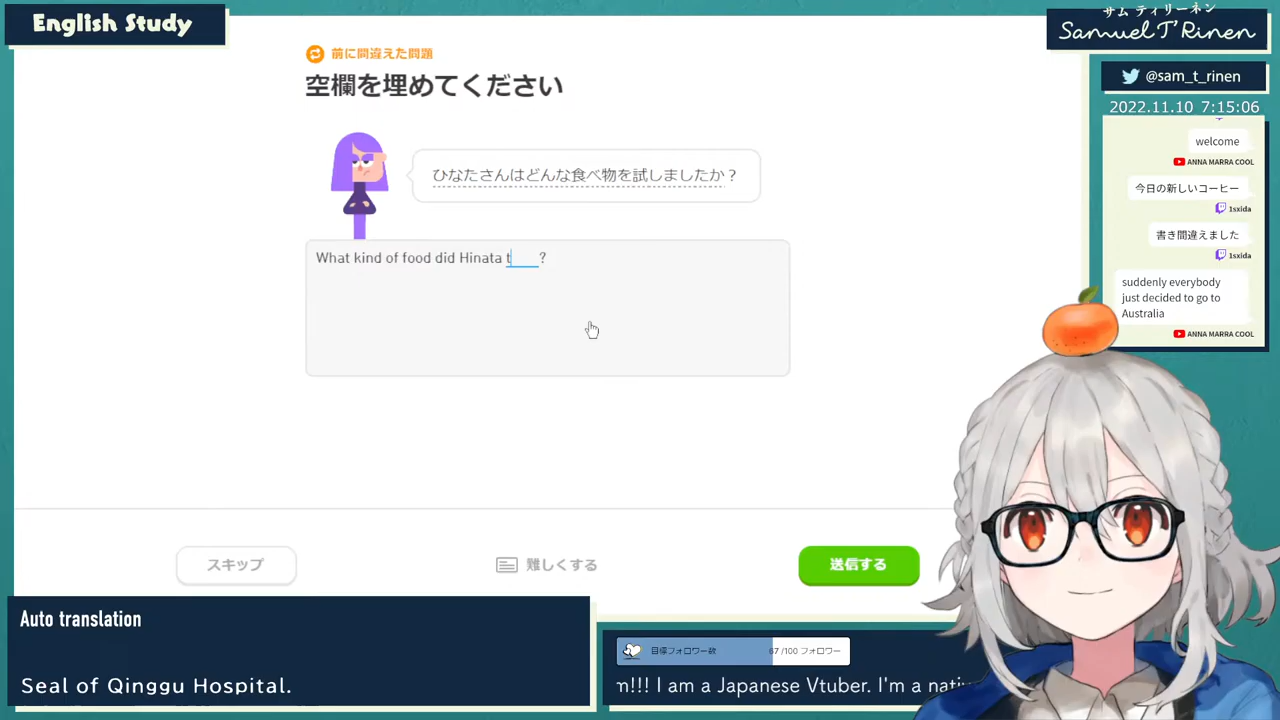 English Study
サム ティリーネン
Samuel T'Rinen
@sam_t_rinen
2022.11.10 7:15:06
前に間違えた問題
空欄を埋めてください
ひなたさんはどんな食べ物を試しましたか？
What kind of food did Hinata t ?
welcome
ANNA MARRA COOL
今日の新しいコーヒー
1sxida
書き間違えました
1sxida
suddenly everybody
just decided to go to
Australia
ANNA MARRA COOL
スキップ
難しくする
送信する
Auto translation
Seal of Qinggu Hospital.
目標フォロワー数
67 /100 フォロワー
m!!! I am a Japanese Vtuber. I'm a nativ